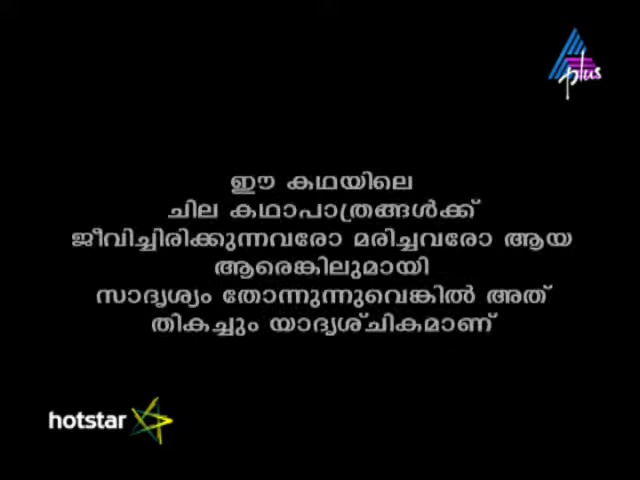 plus
ഈ കഥയിലെ
ചില കഥാപാത്രങ്ങൾക്ക്
ജീവിച്ചിരിക്കുന്നവരോ മരിച്ചവരോ ആയ
ആരെങ്കിലുമായി
സാദൃശ്യം തോന്നുന്നുവെങ്കിൽ അത്
തികച്ചും യാദൃശ്ചികമാണ്
hotstar